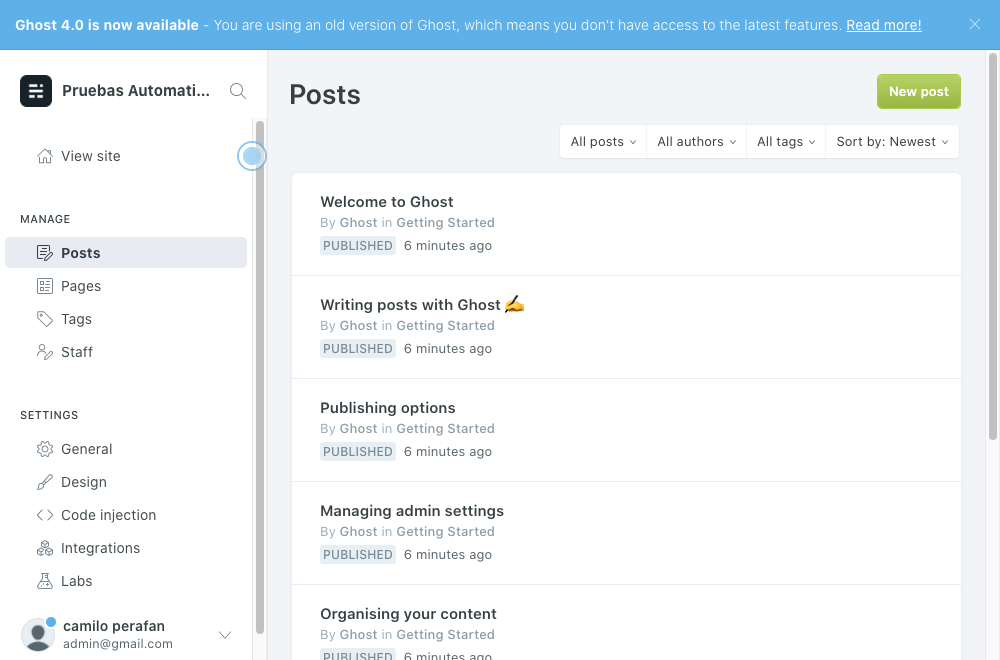 Ghost 4.0 is now available - You are using an old version of Ghost, which means you don't have access to the latest features. Read more!
Pruebas Automati...
View site
MANAGE
Posts
Pages
Tags
Staff
SETTINGS
General
Design
Code injection
Integrations
Labs
camilo perafan
admin@gmail.com
Posts
New post
All posts
All authors
All tags
Sort by: Newest
Welcome to Ghost
By Ghost in Getting Started
PUBLISHED 6 minutes ago
Writing posts with Ghost ✍️
By Ghost in Getting Started
PUBLISHED 6 minutes ago
Publishing options
By Ghost in Getting Started
PUBLISHED 6 minutes ago
Managing admin settings
By Ghost in Getting Started
PUBLISHED 6 minutes ago
Organising your content
By Ghost in Getting Started
PUBLISHED 6 minutes ago